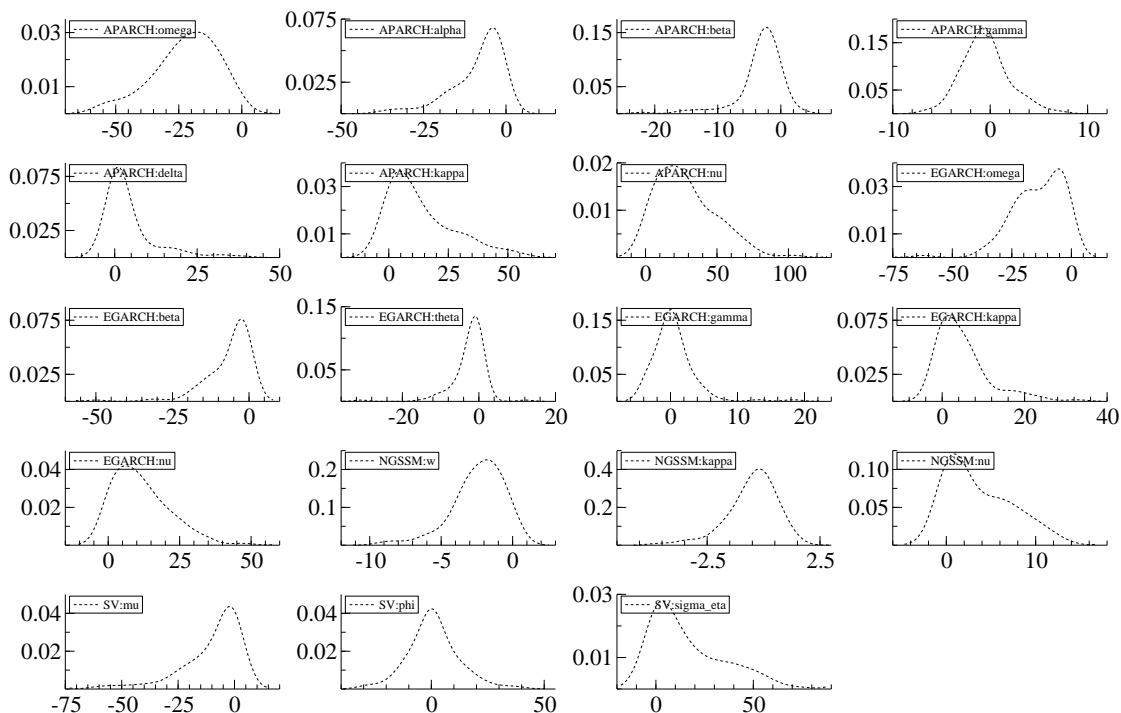 APARCH:omega
0.03
0.01
-50 -25 0
APARCH:alpha
0.075
0.025
-50 -25 0
APARCH:beta
0.15
0.05
-20 -10 0
APARCH:gamma
0.15
0.05
-10 0 10
APARCH:delta
0.075
0.025
0 25 50
APARCH:kappa
0.03
0.01
0 25 50
APARCH:nu
0.02
0.01
0 50 100
EGARCH:omega
0.03
0.01
-75 -50 -25 0
EGARCH:beta
0.075
0.025
-50 -25 0
EGARCH:theta
0.15
0.05
-20 0 20
EGARCH:gamma
0.15
0.05
0 10 20
EGARCH:kappa
0.075
0.025
0 20 40
EGARCH:nu
0.04
0.02
0 25 50
NGSSM:w
0.2
0.1
-10 -5 0
NGSSM:kappa
0.4
0.2
-2.5 2.5
NGSSM:nu
0.10
0.05
0 10
SV:mu
0.04
0.02
-75 -50 -25 0
SV:phi
0.04
0.02
0 50
SV:sigma_eta
0.03
0.01
0 50